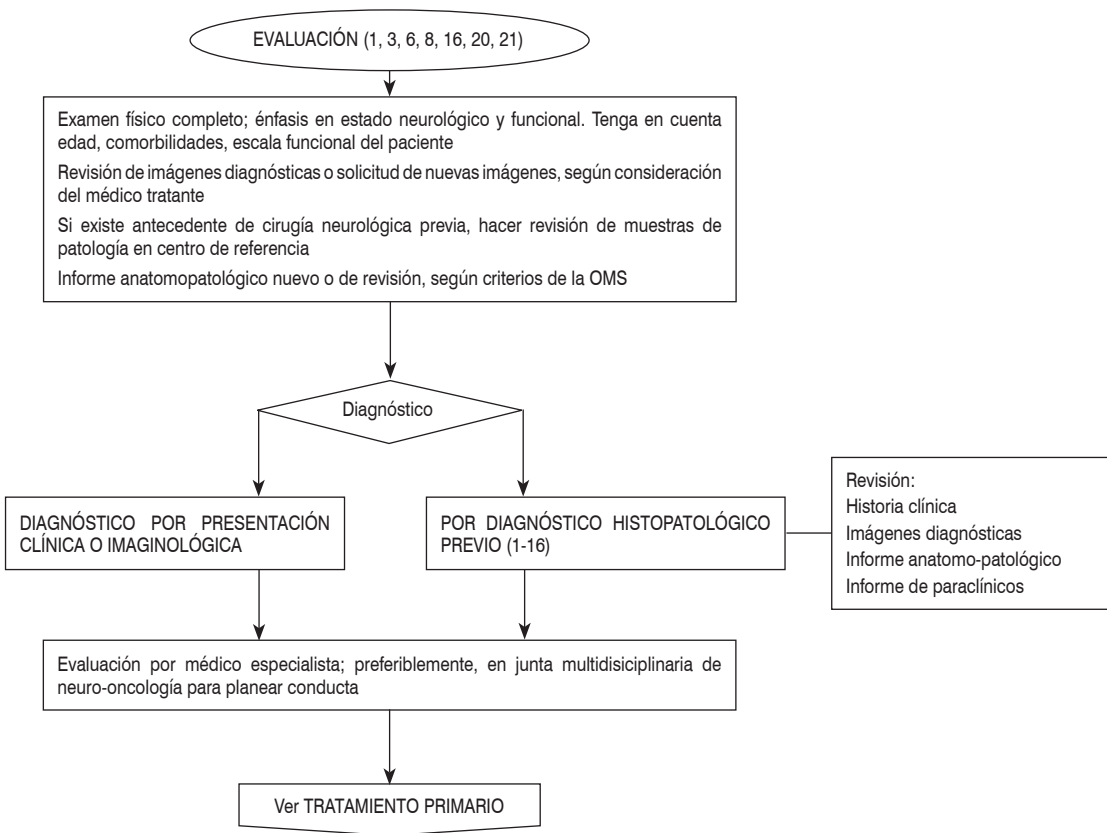 EVALUACIÓN (1, 3, 6, 8, 16, 20, 21)
Examen físico completo; énfasis en estado neurológico y funcional. Tenga en cuenta
edad, comorbilidades, escala funcional del paciente
Revisión de imágenes diagnósticas o solicitud de nuevas imágenes, según consideración
del médico tratante
Si existe antecedente de cirugía neurológica previa, hacer revisión de muestras de
patología en centro de referencia
Informe anatomopatológico nuevo o de revisión, según criterios de la OMS
Diagnóstico
DIAGNÓSTICO POR PRESENTACIÓN
CLÍNICA O IMAGINOLÓGICA
POR DIAGNÓSTICO HISTOPATOLÓGICO
PREVIO (1-16)
Revisión:
Historia clínica
Imágenes diagnósticas
Informe anatomo-patológico
Informe de paraclínicos
Evaluación por médico especialista; preferiblemente, en junta multidisiciplinaria de
neuro-oncología para planear conducta
Ver TRATAMIENTO PRIMARIO